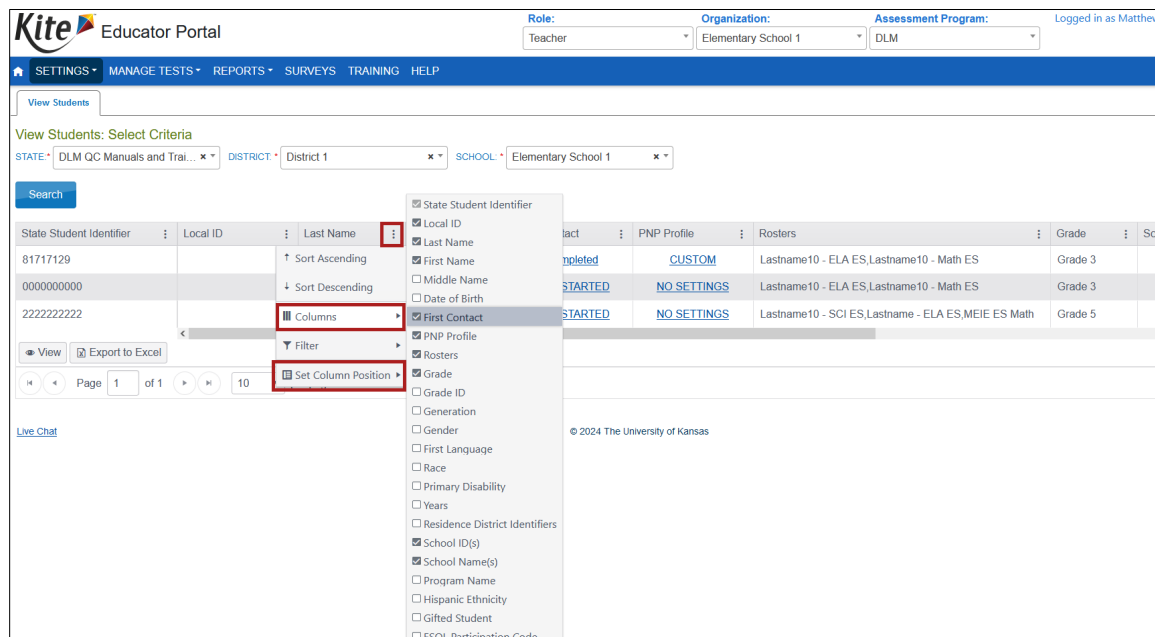 Kite Educator Portal
Role: Organization: Assessment Program: Logged in as Matthew
Teacher Elementary School 1 DLM
SETTINGS MANAGE TESTS REPORTS SURVEYS TRAINING HELP
View Students
View Students: Select Criteria
STATE:* DLM QC Manuals and Trai... × DISTRICT: * District 1 × SCHOOL: * Elementary School 1 ×
Search
State Student Identifier Local ID Last Name tact PNP Profile Rosters Grade Sc
81717129 mpleted CUSTOM Lastname10 - ELA ES,Lastname10 - Math ES Grade 3
0000000000 STARTED NO SETTINGS Lastname10 - ELA ES,Lastname10 - Math ES Grade 3
2222222222 STARTED NO SETTINGS Lastname10 - SCI ES,Lastname - ELA ES,MEIE ES Math Grade 5
View Export to Excel
Page 1 of 1 10
Sort Ascending
Sort Descending
Columns
Filter
Set Column Position
State Student Identifier
Local ID
Last Name
First Name
Middle Name
Date of Birth
First Contact
PNP Profile
Rosters
Grade
Grade ID
Generation
Gender
First Language
Race
Primary Disability
Years
Residence District Identifiers
School ID(s)
School Name(s)
Program Name
Hispanic Ethnicity
Gifted Student
ESOL Participation Code
Live Chat © 2024 The University of Kansas